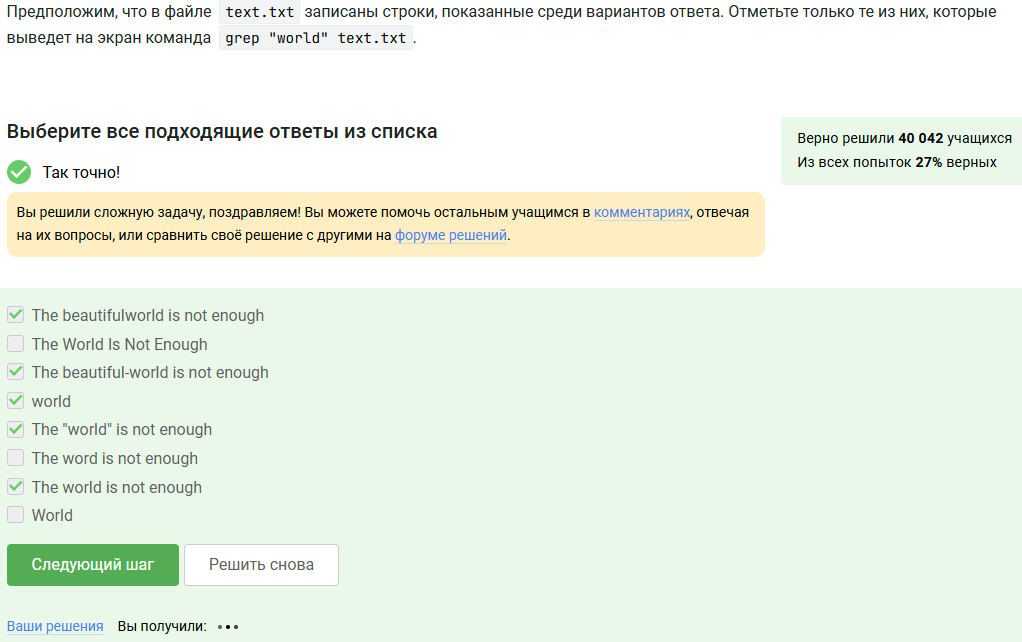 Предположим, что в файле text.txt записаны строки, показанные среди вариантов ответа. Отметьте только те из них, которые
выведет на экран команда grep "world" text.txt.
Выберите все подходящие ответы из списка
Верно решили 40 042 учащихся
Из всех попыток 27% верных
Так точно!
Вы решили сложную задачу, поздравляем! Вы можете помочь остальным учащимся в комментариях, отвечая
на их вопросы, или сравнить своё решение с другими на форуме решений.
The beautifulworld is not enough
The World Is Not Enough
The beautiful-world is not enough
world
The "world" is not enough
The word is not enough
The world is not enough
World
Следующий шаг
Решить снова
Ваши решения Вы получили: